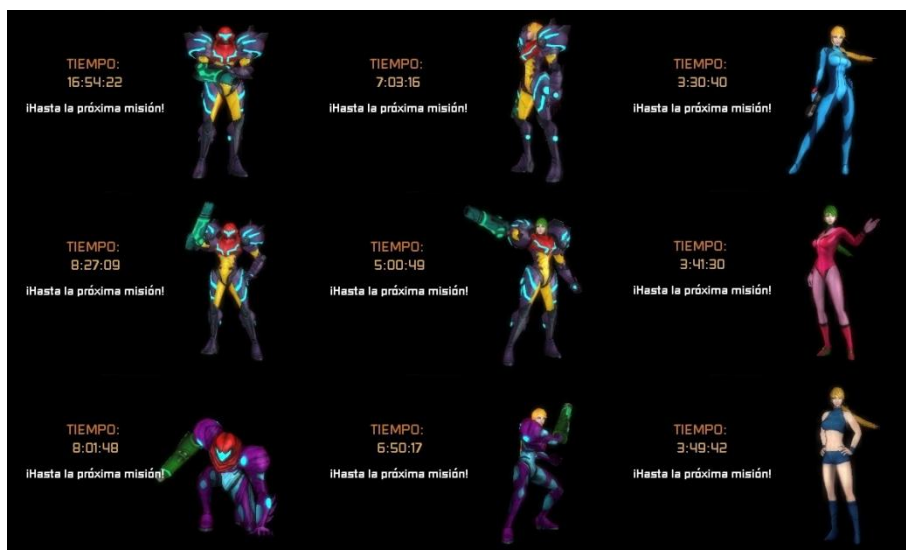 TIEMPO:
16:54:22
¡Hasta la próxima misión!
TIEMPO:
7:03:16
¡Hasta la próxima misión!
TIEMPO:
3:30:40
¡Hasta la próxima misión!
TIEMPO:
8:27:09
¡Hasta la próxima misión!
TIEMPO:
5:00:49
¡Hasta la próxima misión!
TIEMPO:
3:41:30
¡Hasta la próxima misión!
TIEMPO:
8:01:48
¡Hasta la próxima misión!
TIEMPO:
6:50:17
¡Hasta la próxima misión!
TIEMPO:
3:49:42
¡Hasta la próxima misión!